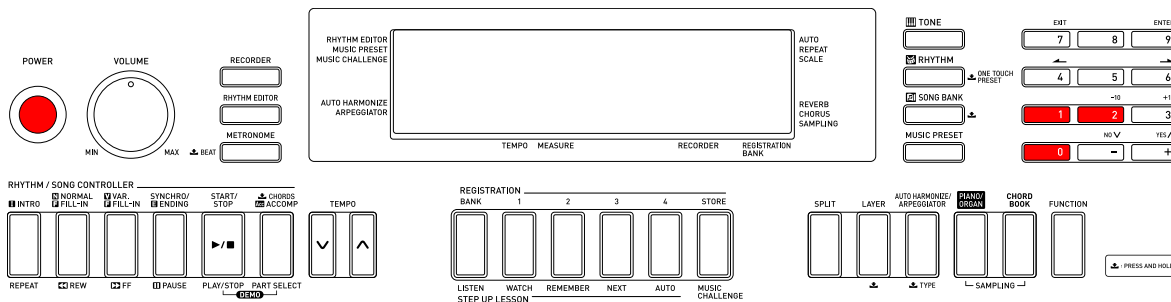 POWER
VOLUME
MIN
MAX
RECORDER
RHYTHM EDITOR
METRONOME
BEAT
RHYTHM EDITOR
MUSIC PRESET
MUSIC CHALLENGE
AUTO HARMONIZE
ARPEGGIATOR
AUTO
REPEAT
SCALE
REVERB
CHORUS
SAMPLING
TEMPO MEASURE RECORDER REGISTRATION
BANK
TONE
RHYTHM
ONE TOUCH
PRESET
SONG BANK
MUSIC PRESET
EXIT ENTER
7 8 9
4 5 6
-10 +1
1 2 3
NO YES
0 - +
RHYTHM / SONG CONTROLLER
I INTRO
N NORMAL
F FILL-IN
V VAR.
F FILL-IN
SYNCHRO/
E ENDING
START/
STOP
CHORDS
Acc ACCOMP
TEMPO
REPEAT
REW
FF
PAUSE
PLAY/STOP PART SELECT
DEMO
REGISTRATION
BANK 1 2 3 4 STORE
LISTEN WATCH REMEMBER NEXT AUTO MUSIC
CHALLENGE
STEP UP LESSON
SPLIT
LAYER
AUTO HARMONIZE/
ARPEGGIATOR
PIANO/
ORGAN
CHORD
BOOK
FUNCTION
TYPE
SAMPLING
: PRESS AND HOLD